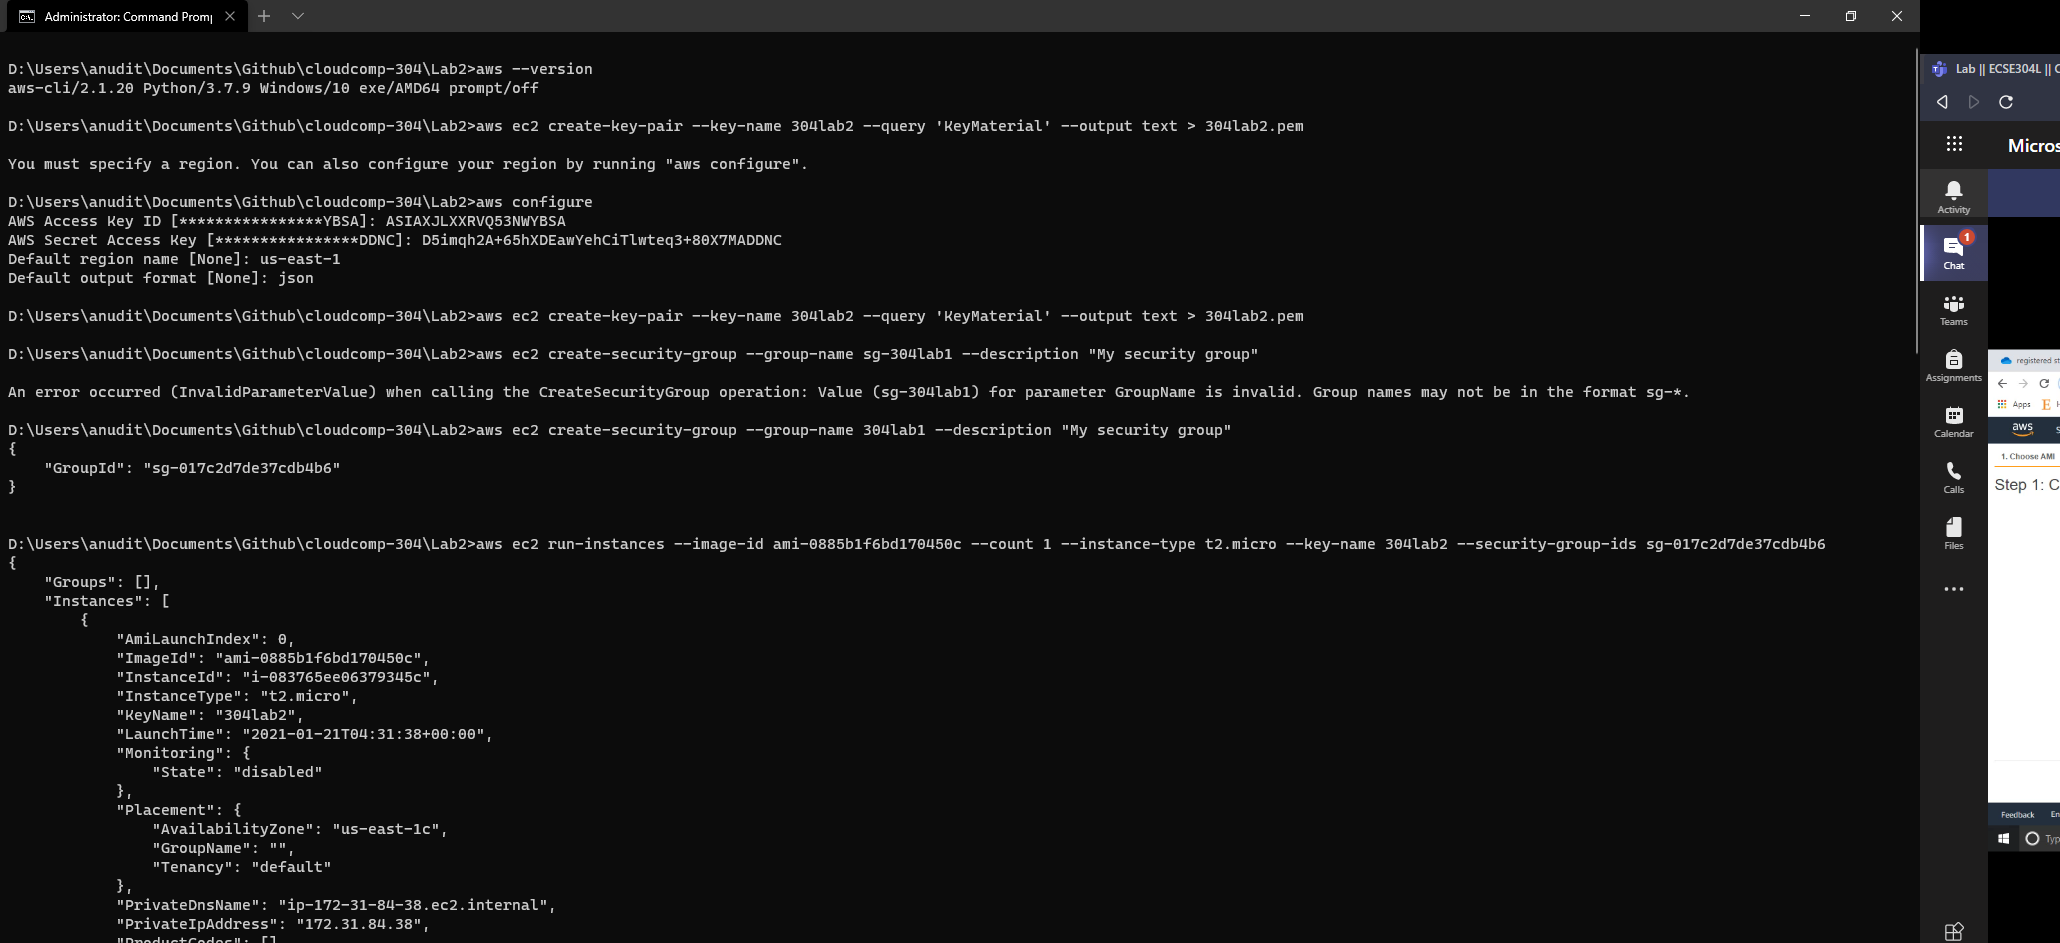 Administrator: Command Promp
D:\Users\anudit\Documents\Github\cloudcomp-304\Lab2>aws --version
aws-cli/2.1.20 Python/3.7.9 Windows/10 exe/AMD64 prompt/off
D:\Users\anudit\Documents\Github\cloudcomp-304\Lab2>aws ec2 create-key-pair --key-name 304lab2 --query 'KeyMaterial' --output text > 304lab2.pem
You must specify a region. You can also configure your region by running "aws configure".
D:\Users\anudit\Documents\Github\cloudcomp-304\Lab2>aws configure
AWS Access Key ID [****************YBSA]: ASIAXJLXXRVQ53NWYBSA
AWS Secret Access Key [****************DDNC]: D5imqh2A+65hXDEawYehCiTlwteq3+80X7MADDNC
Default region name [None]: us-east-1
Default output format [None]: json
D:\Users\anudit\Documents\Github\cloudcomp-304\Lab2>aws ec2 create-key-pair --key-name 304lab2 --query 'KeyMaterial' --output text > 304lab2.pem
D:\Users\anudit\Documents\Github\cloudcomp-304\Lab2>aws ec2 create-security-group --group-name sg-304lab1 --description "My security group"
An error occurred (InvalidParameterValue) when calling the CreateSecurityGroup operation: Value (sg-304lab1) for parameter GroupName is invalid. Group names may not be in the format sg-*.
D:\Users\anudit\Documents\Github\cloudcomp-304\Lab2>aws ec2 create-security-group --group-name 304lab1 --description "My security group"
{
"GroupId": "sg-017c2d7de37cdb4b6"
}
D:\Users\anudit\Documents\Github\cloudcomp-304\Lab2>aws ec2 run-instances --image-id ami-0885b1f6bd170450c --count 1 --instance-type t2.micro --key-name 304lab2 --security-group-ids sg-017c2d7de37cdb4b6
{
"Groups": [],
"Instances": [
{
"AmiLaunchIndex": 0,
"ImageId": "ami-0885b1f6bd170450c",
"InstanceId": "i-083765ee06379345c",
"InstanceType": "t2.micro",
"KeyName": "304lab2",
"LaunchTime": "2021-01-21T04:31:38+00:00",
"Monitoring": {
"State": "disabled"
},
"Placement": {
"AvailabilityZone": "us-east-1c",
"GroupName": "",
"Tenancy": "default"
},
"PrivateDnsName": "ip-172-31-84-38.ec2.internal",
"PrivateIpAddress": "172.31.84.38",
"ProductCodes": []
Lab || ECSE304L || C
Micros
Activity
1
Chat
Teams
Assignments
Calendar
Calls
Files
registered st
Apps
aws
1. Choose AMI
Step 1: C
Feedback En
Typ